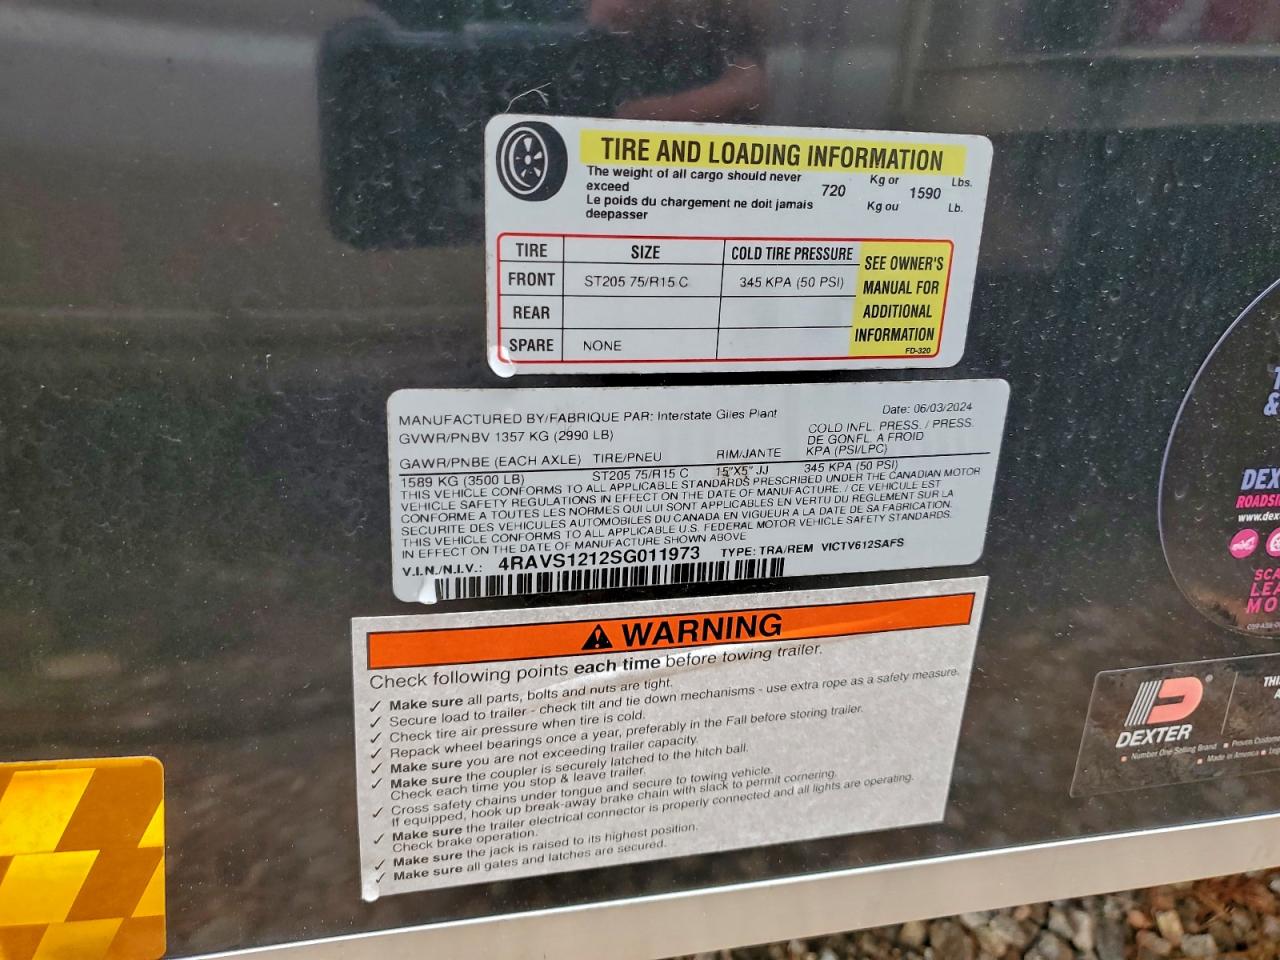 TIRE AND LOADING INFORMATION
The weight of all cargo should never exceed 720 Kg or 1590 Lbs.
Le poids du chargement ne doit jamais deepasser Kg ou Lb.
TIRE SIZE COLD TIRE PRESSURE
FRONT ST205 75/R15 C 345 KPA (50 PSI)
REAR
SPARE NONE
SEE OWNER'S
MANUAL FOR
ADDITIONAL
INFORMATION
FD-320
MANUFACTURED BY/FABRIQUE PAR: Interstate Giles Plant Date: 06/03/2024
GVWR/PNBV 1357 KG (2990 LB)
COLD INFL. PRESS. / PRESS.
DE GONFL. A FROID
GAWR/PNBE (EACH AXLE) TIRE/PNEU RIM/JANTE KPA (PSI/LPC)
1589 KG (3500 LB) ST205 75/R15 C 15"X5" JJ 345 KPA (50 PSI)
THIS VEHICLE CONFORMS TO ALL APPLICABLE STANDARDS PRESCRIBED UNDER THE CANADIAN MOTOR
VEHICLE SAFETY REGULATIONS IN EFFECT ON THE DATE OF MANUFACTURE. / CE VEHICULE EST
CONFORME A TOUTES LES NORMES QUI LUI SONT APPLICABLES EN VERTU DU REGLEMENT SUR LA
SECURITE DES VEHICULES AUTOMOBILES DU CANADA EN VIGUEUR A LA DATE DE SA FABRICATION.
THIS VEHICLE CONFORMS TO ALL APPLICABLE U.S. FEDERAL MOTOR VEHICLE SAFETY STANDARDS
IN EFFECT ON THE DATE OF MANUFACTURE SHOWN ABOVE
V.I.N./N.I.V.: 4RAVS1212SG011973 TYPE: TRA/REM VICTV612SAFS
WARNING
Check following points each time before towing trailer.
✓ Make sure all parts, bolts and nuts are tight.
✓ Secure load to trailer - check tilt and tie down mechanisms - use extra rope as a safety measure.
✓ Check tire air pressure when tire is cold.
✓ Repack wheel bearings once a year, preferably in the Fall before storing trailer.
✓ Make sure you are not exceeding trailer capacity.
✓ Make sure the coupler is securely latched to the hitch ball.
Check each time you stop & leave trailer.
✓ Cross safety chains under tongue and secure to towing vehicle.
If equipped, hook up break-away brake chain with slack to permit cornering.
✓ Make sure the trailer electrical connector is properly connected and all lights are operating.
Check brake operation.
✓ Make sure the jack is raised to its highest position.
✓ Make sure all gates and latches are secured.
DEXTER
Number One Selling Brand
Made in America
www.dex